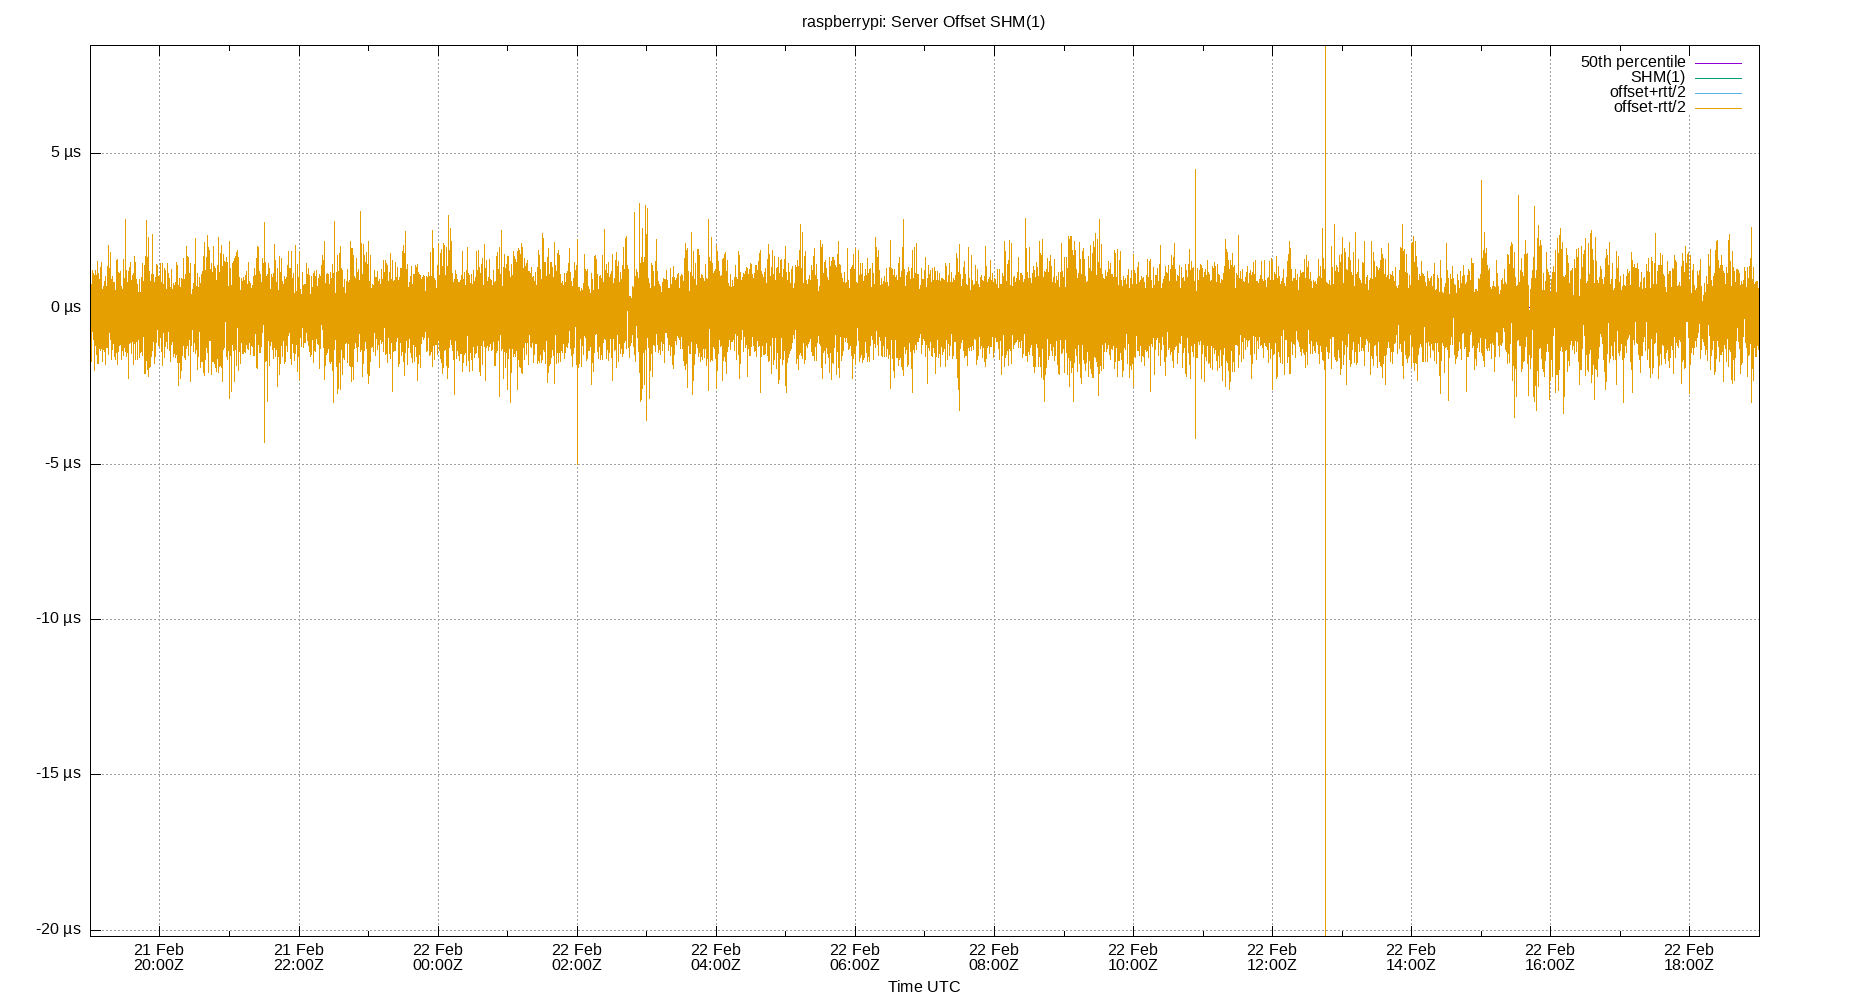 raspberrypi: Server Offset SHM(1)
50th percentile
SHM(1)
offset+rtt/2
offset-rtt/2
5 µs
0 µs
-5 µs
-10 µs
-15 µs
-20 µs
21 Feb 21 Feb 22 Feb 22 Feb 22 Feb 22 Feb 22 Feb 22 Feb 22 Feb 22 Feb 22 Feb 22 Feb
20:00Z 22:00Z 00:00Z 02:00Z 04:00Z 06:00Z 08:00Z 10:00Z 12:00Z 14:00Z 16:00Z 18:00Z
Time UTC